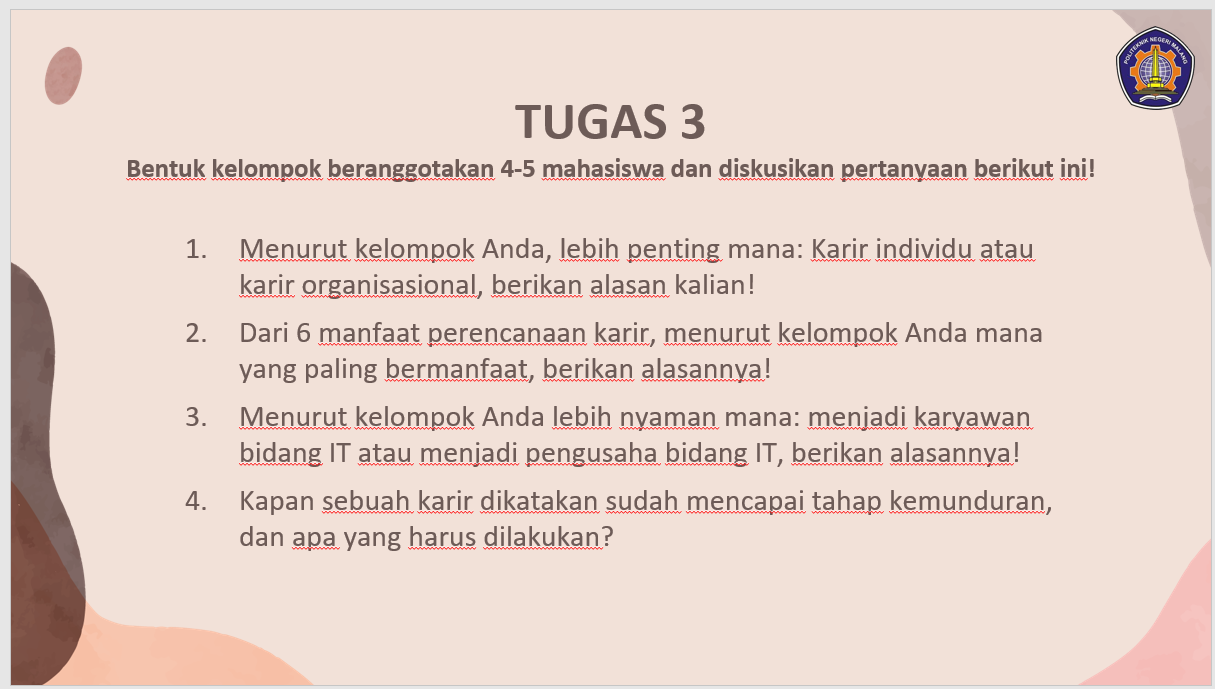 POLITEKNIK NEGERI MALANG
TUGAS 3
Bentuk kelompok beranggotakan 4-5 mahasiswa dan diskusikan pertanyaan berikut ini!
1. Menurut kelompok Anda, lebih penting mana: Karir individu atau
karir organisasional, berikan alasan kalian!
2. Dari 6 manfaat perencanaan karir, menurut kelompok Anda mana
yang paling bermanfaat, berikan alasannya!
3. Menurut kelompok Anda lebih nyaman mana: menjadi karyawan
bidang IT atau menjadi pengusaha bidang IT, berikan alasannya!
4. Kapan sebuah karir dikatakan sudah mencapai tahap kemunduran,
dan apa yang harus dilakukan?